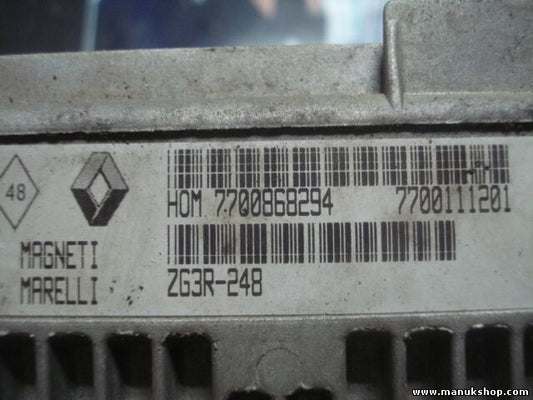 HOM 7700868294 7700111201
48
MAGNETI
MARELLI
ZG3R-248
www.manukshop.com